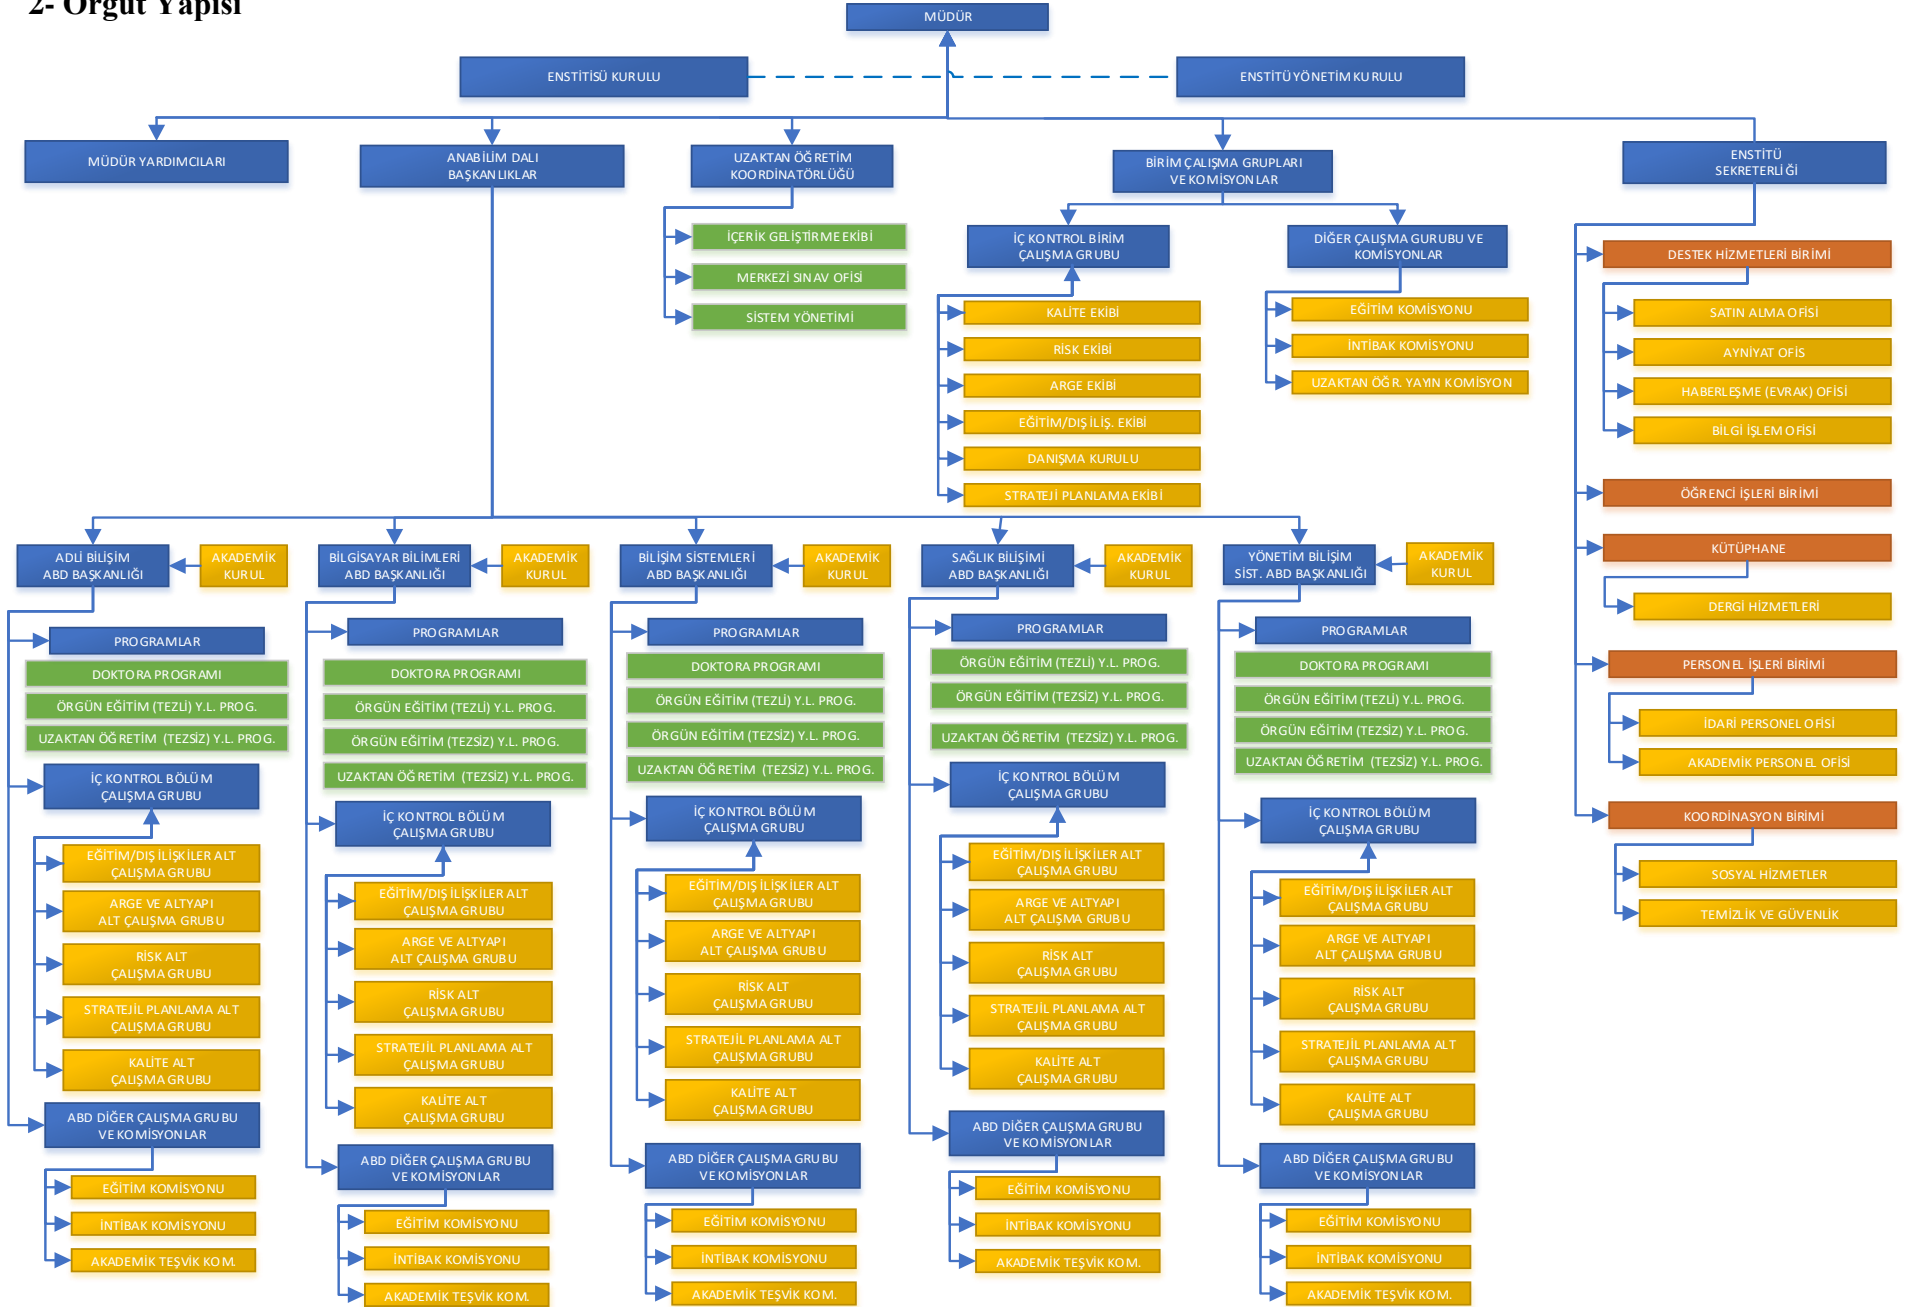 2- Örgüt Yapısı
MÜDÜR
ENSTİTİSÜ KURULU
ENSTİTÜ YÖNETİM KURULU
MÜDÜR YARDIMCILARI
ANABİLİM DALI
BAŞKANLIKLAR
UZAKTAN ÖĞRETİM
KOORDİNATÖRLÜĞÜ
BİRİM ÇALIŞMA GRUPLARI
VE KOMİSYONLAR
ENSTİTÜ
SEKRETERLİĞİ
İÇERİK GELİŞTİRME EKİBİ
MERKEZİ SINAV OFİSİ
SİSTEM YÖNETİMİ
İÇ KONTROL BİRİM
ÇALIŞMA GRUBU
KALİTE EKİBİ
RİSK EKİBİ
ARGE EKİBİ
EĞİTİM/DIŞ İLİŞ. EKİBİ
DANIŞMA KURULU
STRATEJİ PLANLAMA EKİBİ
DİĞER ÇALIŞMA GURUBU VE
KOMİSYONLAR
EĞİTİM KOMİSYONU
İNTİBAK KOMİSYONU
UZAKTAN ÖĞR. YAYIN KOMİSYON
DESTEK HİZMETLERİ BİRİMİ
SATIN ALMA OFİSİ
AYNİYAT OFİS
HABERLEŞME (EVRAK) OFİSİ
BİLGİ İŞLEM OFİSİ
ÖĞRENCİ İŞLERİ BİRİMİ
KÜTÜPHANE
DERGİ HİZMETLERİ
PERSONEL İŞLERİ BİRİMİ
İDARİ PERSONEL OFİSİ
AKADEMİK PERSONEL OFİSİ
KOORDİNASYON BİRİMİ
SOSYAL HİZMETLER
TEMİZLİK VE GÜVENLİK
ADLİ BİLİŞİM
ABD BAŞKANLIĞI
AKADEMİK
KURUL
PROGRAMLAR
DOKTORA PROGRAMI
ÖRGÜN EĞİTİM (TEZLİ) Y.L. PROG.
UZAKTAN ÖĞRETİM (TEZSİZ) Y.L. PROG.
İÇ KONTROL BÖLÜM
ÇALIŞMA GRUBU
EĞİTİM/DIŞ İLİŞKİLER ALT
ÇALIŞMA GRUBU
ARGE VE ALTYAPI
ALT ÇALIŞMA GRUBU
RİSK ALT
ÇALIŞMA GRUBU
STRATEJİL PLANLAMA ALT
ÇALIŞMA GRUBU
KALİTE ALT
ÇALIŞMA GRUBU
ABD DİĞER ÇALIŞMA GRUBU
VE KOMİSYONLAR
EĞİTİM KOMİSYONU
İNTİBAK KOMİSYONU
AKADEMİK TEŞVİK KOM.
BİLGİSAYAR BİLİMLERİ
ABD BAŞKANLIĞI
AKADEMİK
KURUL
PROGRAMLAR
DOKTORA PROGRAMI
ÖRGÜN EĞİTİM (TEZLİ) Y.L. PROG.
ÖRGÜN EĞİTİM (TEZSİZ) Y.L. PROG.
UZAKTAN ÖĞRETİM (TEZSİZ) Y.L. PROG.
İÇ KONTROL BÖLÜM
ÇALIŞMA GRUBU
EĞİTİM/DIŞ İLİŞKİLER ALT
ÇALIŞMA GRUBU
ARGE VE ALTYAPI
ALT ÇALIŞMA GRUBU
RİSK ALT
ÇALIŞMA GRUBU
STRATEJİL PLANLAMA ALT
ÇALIŞMA GRUBU
KALİTE ALT
ÇALIŞMA GRUBU
ABD DİĞER ÇALIŞMA GRUBU
VE KOMİSYONLAR
EĞİTİM KOMİSYONU
İNTİBAK KOMİSYONU
AKADEMİK TEŞVİK KOM.
BİLİŞİM SİSTEMLERİ
ABD BAŞKANLIĞI
AKADEMİK
KURUL
PROGRAMLAR
DOKTORA PROGRAMI
ÖRGÜN EĞİTİM (TEZLİ) Y.L. PROG.
ÖRGÜN EĞİTİM (TEZSİZ) Y.L. PROG.
UZAKTAN ÖĞRETİM (TEZSİZ) Y.L. PROG.
İÇ KONTROL BÖLÜM
ÇALIŞMA GRUBU
EĞİTİM/DIŞ İLİŞKİLER ALT
ÇALIŞMA GRUBU
ARGE VE ALTYAPI
ALT ÇALIŞMA GRUBU
RİSK ALT
ÇALIŞMA GRUBU
STRATEJİL PLANLAMA ALT
ÇALIŞMA GRUBU
KALİTE ALT
ÇALIŞMA GRUBU
ABD DİĞER ÇALIŞMA GRUBU
VE KOMİSYONLAR
EĞİTİM KOMİSYONU
İNTİBAK KOMİSYONU
AKADEMİK TEŞVİK KOM.
SAĞLIK BİLİŞİMİ
ABD BAŞKANLIĞI
AKADEMİK
KURUL
PROGRAMLAR
ÖRGÜN EĞİTİM (TEZLİ) Y.L. PROG.
ÖRGÜN EĞİTİM (TEZSİZ) Y.L. PROG.
UZAKTAN ÖĞRETİM (TEZSİZ) Y.L. PROG.
İÇ KONTROL BÖLÜM
ÇALIŞMA GRUBU
EĞİTİM/DIŞ İLİŞKİLER ALT
ÇALIŞMA GRUBU
ARGE VE ALTYAPI
ALT ÇALIŞMA GRUBU
RİSK ALT
ÇALIŞMA GRUBU
STRATEJİL PLANLAMA ALT
ÇALIŞMA GRUBU
KALİTE ALT
ÇALIŞMA GRUBU
ABD DİĞER ÇALIŞMA GRUBU
VE KOMİSYONLAR
EĞİTİM KOMİSYONU
İNTİBAK KOMİSYONU
AKADEMİK TEŞVİK KOM.
YÖNETİM BİLİŞİM
SİST. ABD BAŞKANLIĞI
AKADEMİK
KURUL
PROGRAMLAR
DOKTORA PROGRAMI
ÖRGÜN EĞİTİM (TEZLİ) Y.L. PROG.
ÖRGÜN EĞİTİM (TEZSİZ) Y.L. PROG.
UZAKTAN ÖĞRETİM (TEZSİZ) Y.L. PROG.
İÇ KONTROL BÖLÜM
ÇALIŞMA GRUBU
EĞİTİM/DIŞ İLİŞKİLER ALT
ÇALIŞMA GRUBU
ARGE VE ALTYAPI
ALT ÇALIŞMA GRUBU
RİSK ALT
ÇALIŞMA GRUBU
STRATEJİL PLANLAMA ALT
ÇALIŞMA GRUBU
KALİTE ALT
ÇALIŞMA GRUBU
ABD DİĞER ÇALIŞMA GRUBU
VE KOMİSYONLAR
EĞİTİM KOMİSYONU
İNTİBAK KOMİSYONU
AKADEMİK TEŞVİK KOM.